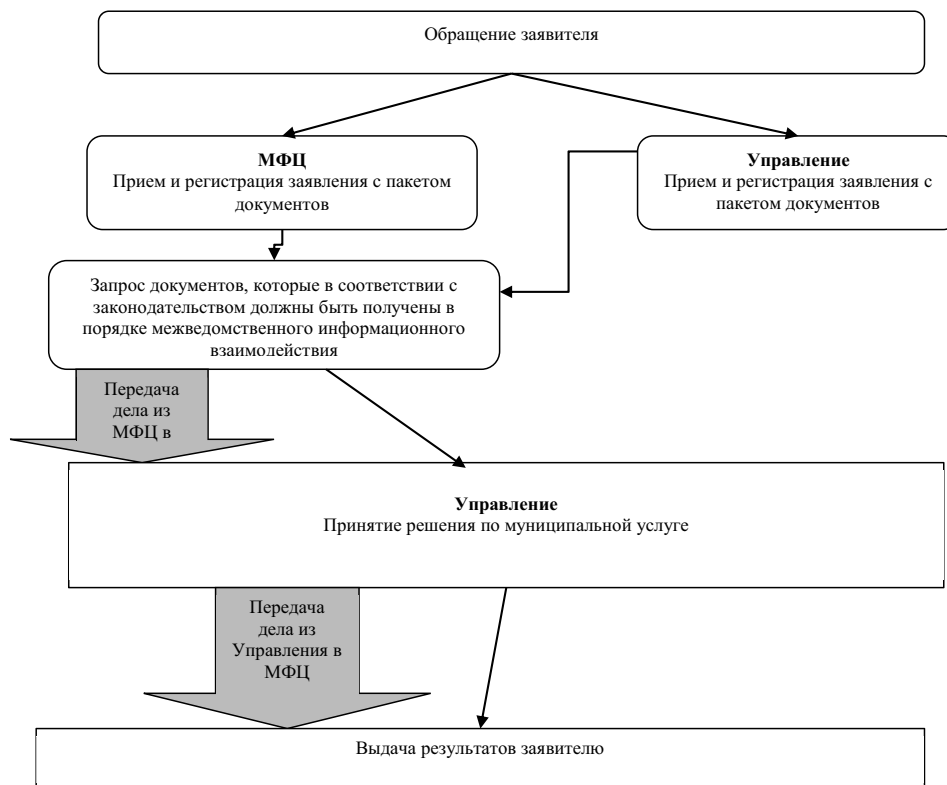 Обращение заявителя
МФЦ
Прием и регистрация заявления с пакетом
документов
Управление
Прием и регистрация заявления с
пакетом документов
Запрос документов, которые в соответствии с
законодательством должны быть получены в
порядке межведомственного информационного
взаимодействия
Передача
дела из
МФЦ в
Управление
Принятие решения по муниципальной услуге
Передача
дела из
Управления в
МФЦ
Выдача результатов заявителю